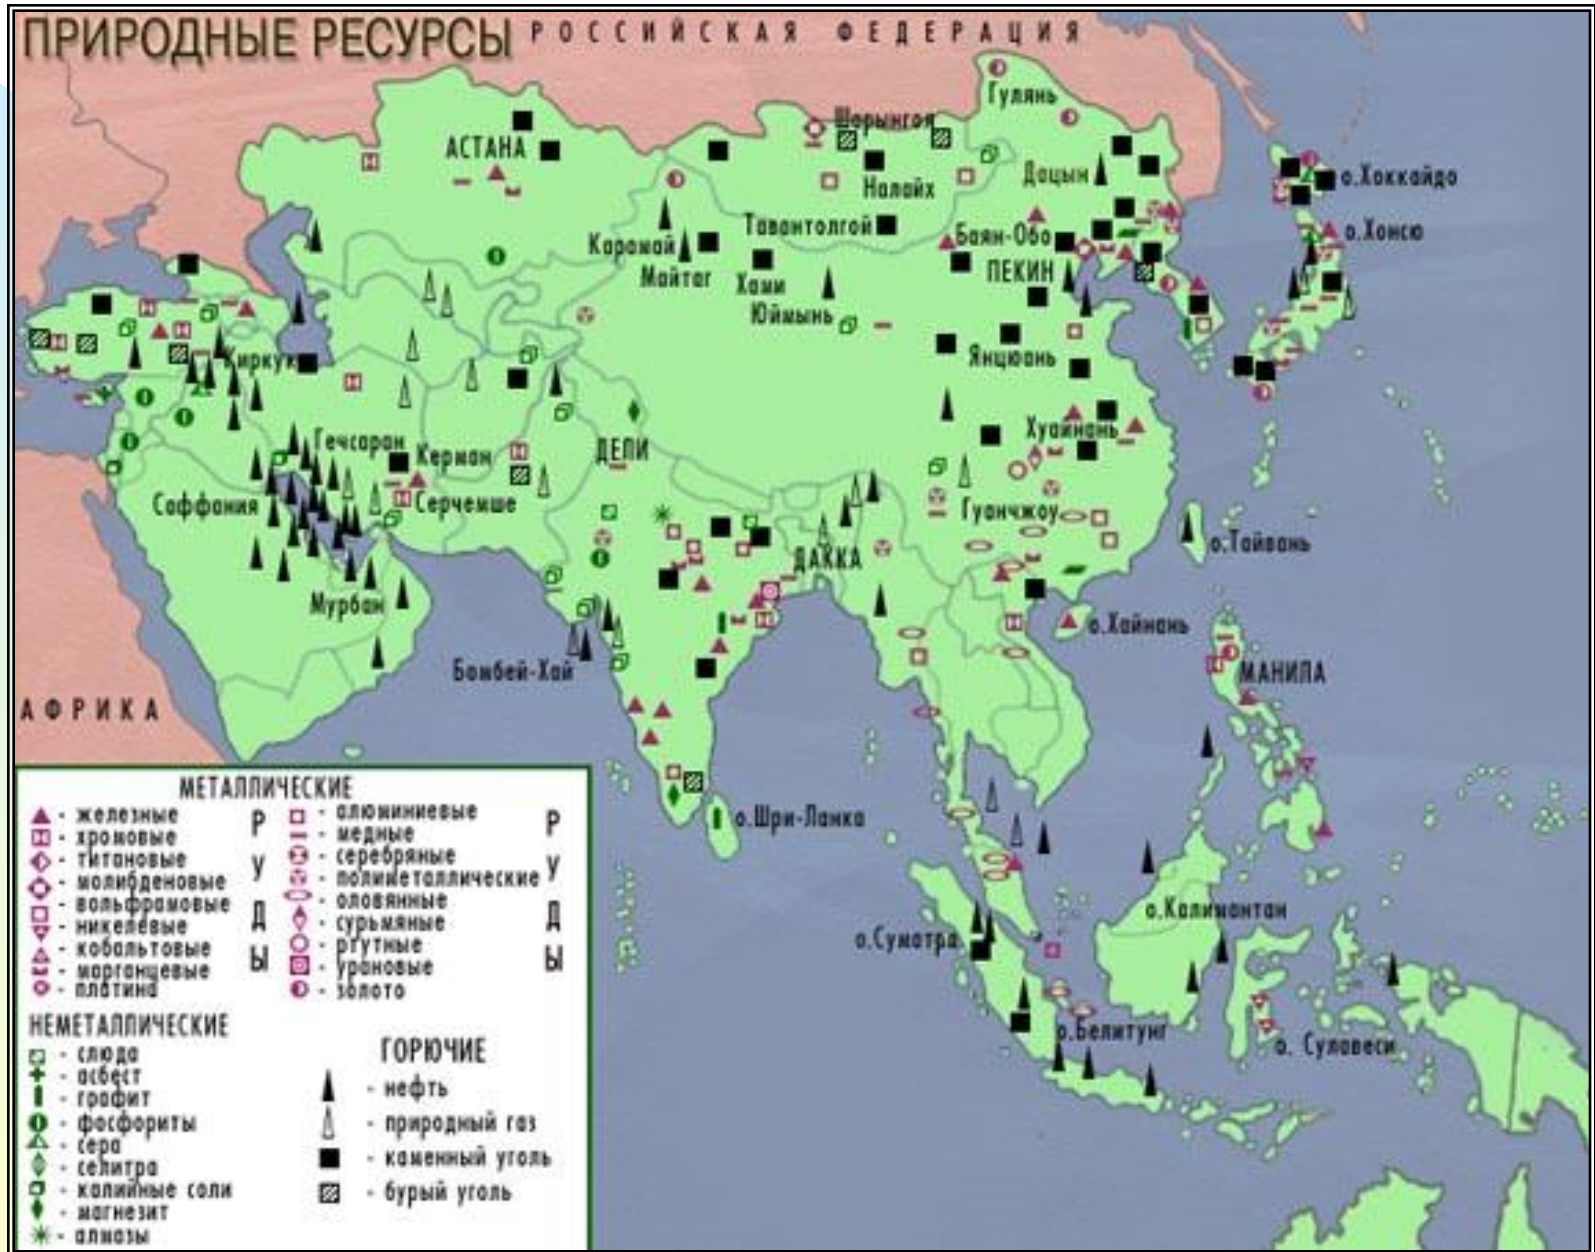 ПРИРОДНЫЕ РЕСУРСЫ
РОССИЙСКАЯ ФЕДЕРАЦИЯ
Гулянь
Шарынгол
АСТАНА
Налайх
Дацын
о.Хоккайдо
Тавантолгой
Баян-Обо
о.Хонсю
Карамай
Майтаг
Хами
ПЕКИН
Юймынь
Янцюань
Киркук
Гечсаран
Керман
ДЕЛИ
Хуайнань
Саффания
Серчемше
Гуанчжоу
ДАККА
о.Тайвань
Мурбан
о.Хайнань
Бомбей-Хай
МАНИЛА
АФРИКА
о.Шри-Ланка
о.Калимантан
о.Суматра
о.Белитунг
о. Сулавеси
МЕТАЛЛИЧЕСКИЕ
Р У Д Ы
- железные
- хромовые
- титановые
- молибденовые
- вольфрамовые
- никелевые
- кобальтовые
- марганцевые
- платина
Р У Д Ы
- алюминиевые
- медные
- серебряные
- полиметаллические
- оловянные
- сурьмяные
- ртутные
- урановые
- золото
НЕМЕТАЛЛИЧЕСКИЕ
- слюда
- асбест
- графит
- фосфориты
- сера
- селитра
- калийные соли
- магнезит
- алмазы
ГОРЮЧИЕ
- нефть
- природный газ
- каменный уголь
- бурый уголь